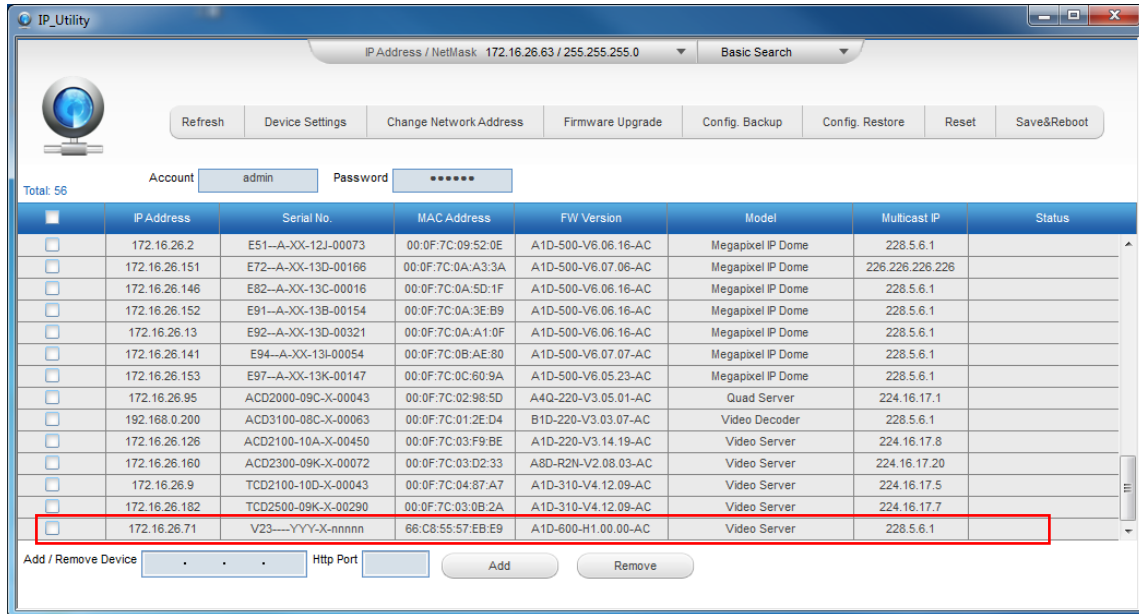 IP_Utility
IP Address / NetMask 172.16.26.63 / 255.255.255.0 Basic Search
Refresh Device Settings Change Network Address Firmware Upgrade Config. Backup Config. Restore Reset Save&Reboot
Account admin Password ●●●●●●
Total: 56
IP Address Serial No. MAC Address FW Version Model Multicast IP Status
172.16.26.2 E51--A-XX-12J-00073 00:0F:7C:09:52:0E A1D-500-V6.06.16-AC Megapixel IP Dome 228.5.6.1
172.16.26.151 E72--A-XX-13D-00166 00:0F:7C:0A:A3:3A A1D-500-V6.07.06-AC Megapixel IP Dome 226.226.226.226
172.16.26.146 E82--A-XX-13C-00016 00:0F:7C:0A:5D:1F A1D-500-V6.06.16-AC Megapixel IP Dome 228.5.6.1
172.16.26.152 E91--A-XX-13B-00154 00:0F:7C:0A:3E:B9 A1D-500-V6.06.16-AC Megapixel IP Dome 228.5.6.1
172.16.26.13 E92--A-XX-13D-00321 00:0F:7C:0A:A1:0F A1D-500-V6.06.16-AC Megapixel IP Dome 228.5.6.1
172.16.26.141 E94--A-XX-13I-00054 00:0F:7C:0B:AE:80 A1D-500-V6.07.07-AC Megapixel IP Dome 228.5.6.1
172.16.26.153 E97--A-XX-13K-00147 00:0F:7C:0C:60:9A A1D-500-V6.05.23-AC Megapixel IP Dome 228.5.6.1
172.16.26.95 ACD2000-09C-X-00043 00:0F:7C:02:98:5D A4Q-220-V3.05.01-AC Quad Server 224.16.17.1
192.168.0.200 ACD3100-08C-X-00063 00:0F:7C:01:2E:D4 B1D-220-V3.03.07-AC Video Decoder 228.5.6.1
172.16.26.126 ACD2100-10A-X-00450 00:0F:7C:03:F9:BE A1D-220-V3.14.19-AC Video Server 224.16.17.8
172.16.26.160 ACD2300-09K-X-00072 00:0F:7C:03:D2:33 A8D-R2N-V2.08.03-AC Video Server 224.16.17.20
172.16.26.9 TCD2100-10D-X-00043 00:0F:7C:04:87:A7 A1D-310-V4.12.09-AC Video Server 224.16.17.5
172.16.26.182 TCD2500-09K-X-00290 00:0F:7C:03:0B:2A A1D-310-V4.12.09-AC Video Server 224.16.17.7
172.16.26.71 V23----YYY-X-nnnnn 66:C8:55:57:EB:E9 A1D-600-H1.00.00-AC Video Server 228.5.6.1
Add / Remove Device . . . Http Port Add Remove